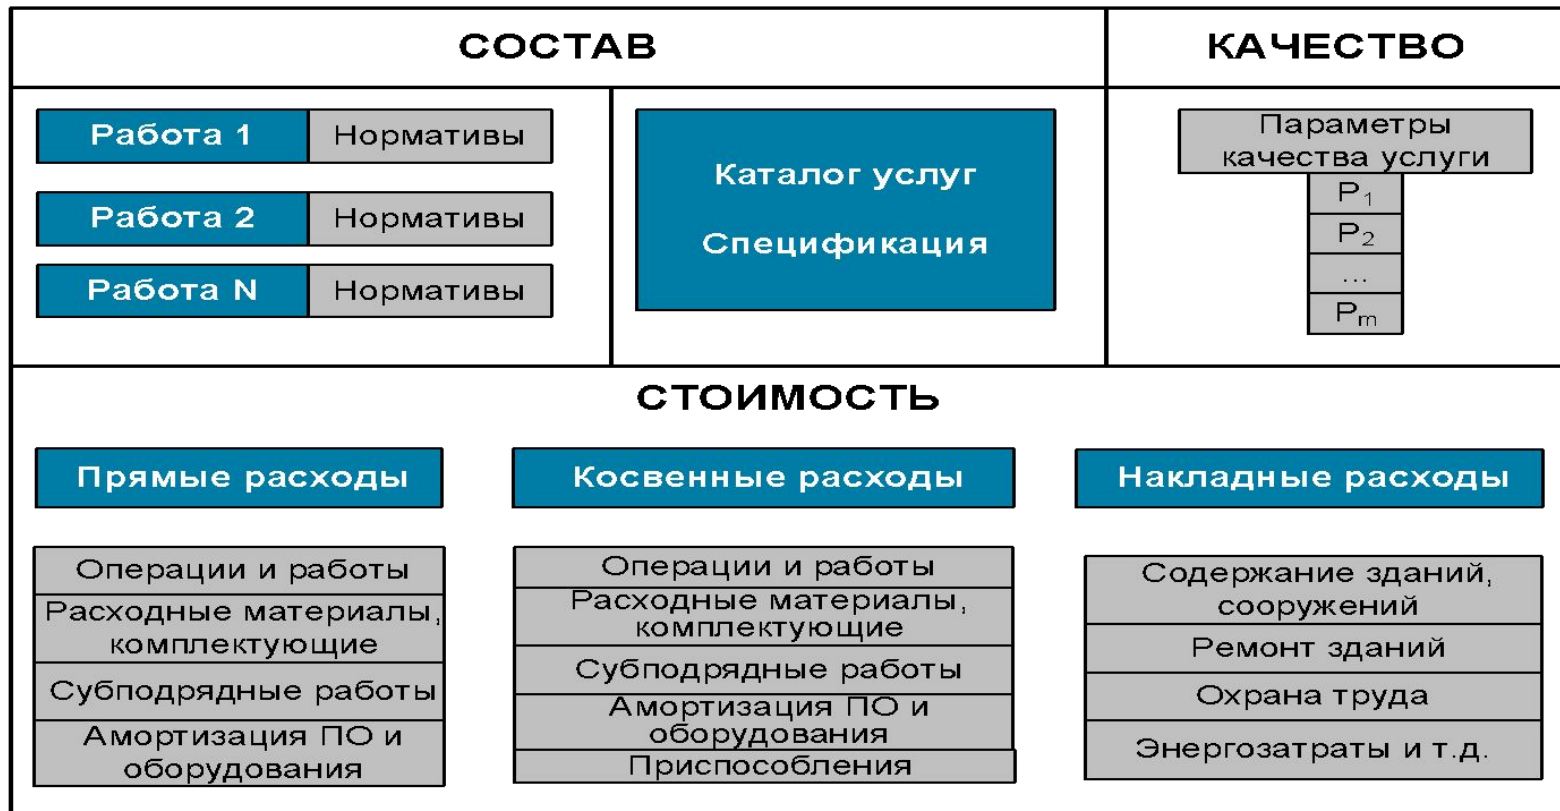 СОСТАВ
КАЧЕСТВО
Работа 1
Нормативы
Работа 2
Нормативы
Работа N
Нормативы
Каталог услуг
Спецификация
Параметры
качества услуги
P1
P2
...
Pm
СТОИМОСТЬ
Прямые расходы
Операции и работы
Расходные материалы,
комплектующие
Субподрядные работы
Амортизация ПО и
оборудования
Косвенные расходы
Операции и работы
Расходные материалы,
комплектующие
Субподрядные работы
Амортизация ПО и
оборудования
Приспособления
Накладные расходы
Содержание зданий,
сооружений
Ремонт зданий
Охрана труда
Энергозатраты и т.д.